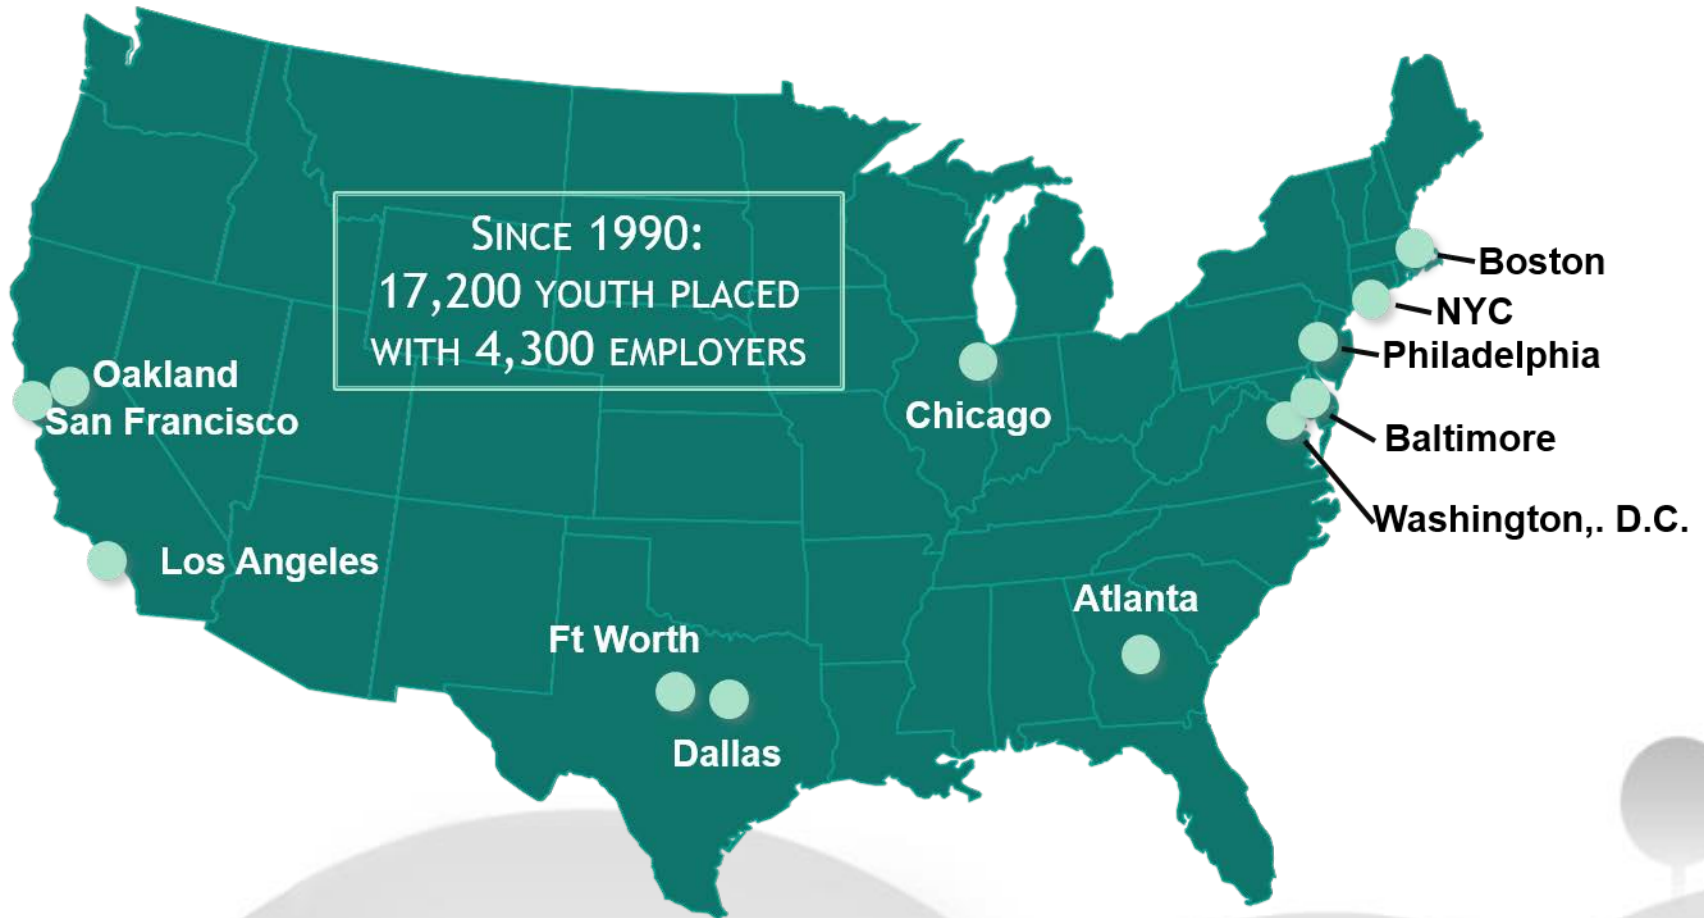 SINCE 1990:
17,200 YOUTH PLACED
WITH 4,300 EMPLOYERS
Boston
NYC
Philadelphia
Oakland
San Francisco
Chicago
Baltimore
Washington,. D.C.
Los Angeles
Atlanta
Ft Worth
Dallas